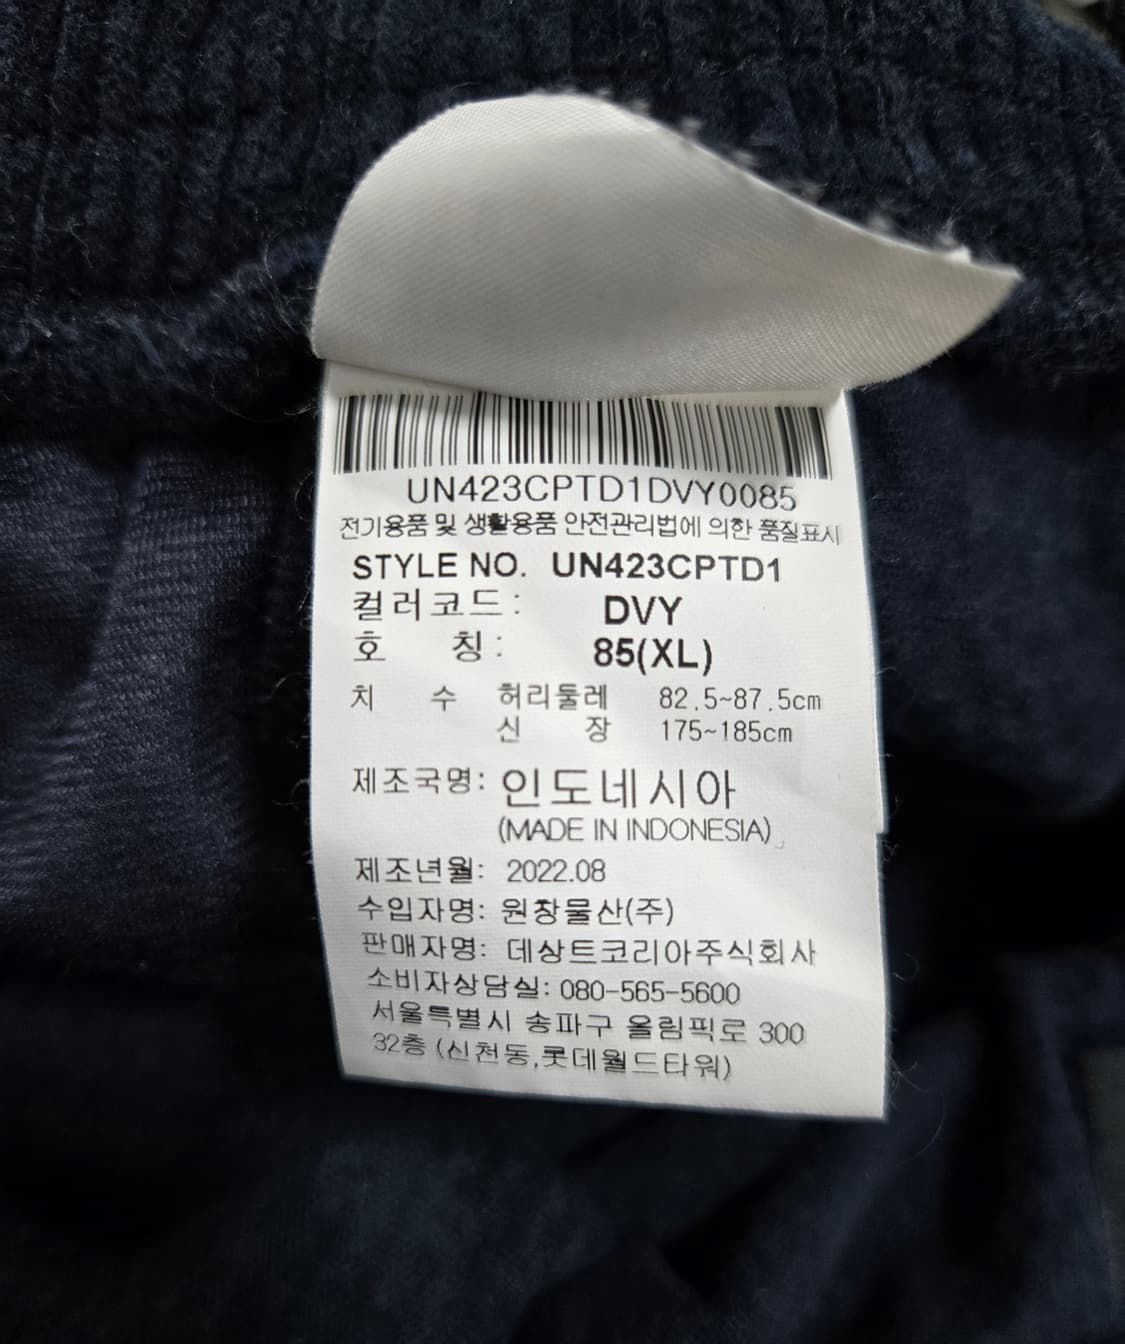 UN423CPTD1DVY0085
전기용품 및 생활용품 안전관리법에 의한 품질표시
STYLE NO. UN423CPTD1
컬러코드: DVY
호 칭: 85(XL)
치 수 허리둘레 82.5~87.5cm
신 장 175~185cm
제조국명: 인도네시아
(MADE IN INDONESIA)
제조년월: 2022.08
수입자명: 원창물산(주)
판매자명: 데상트코리아주식회사
소비자상담실: 080-565-5600
서울특별시 송파구 올림픽로 300
32층 (신천동,롯데월드타워)